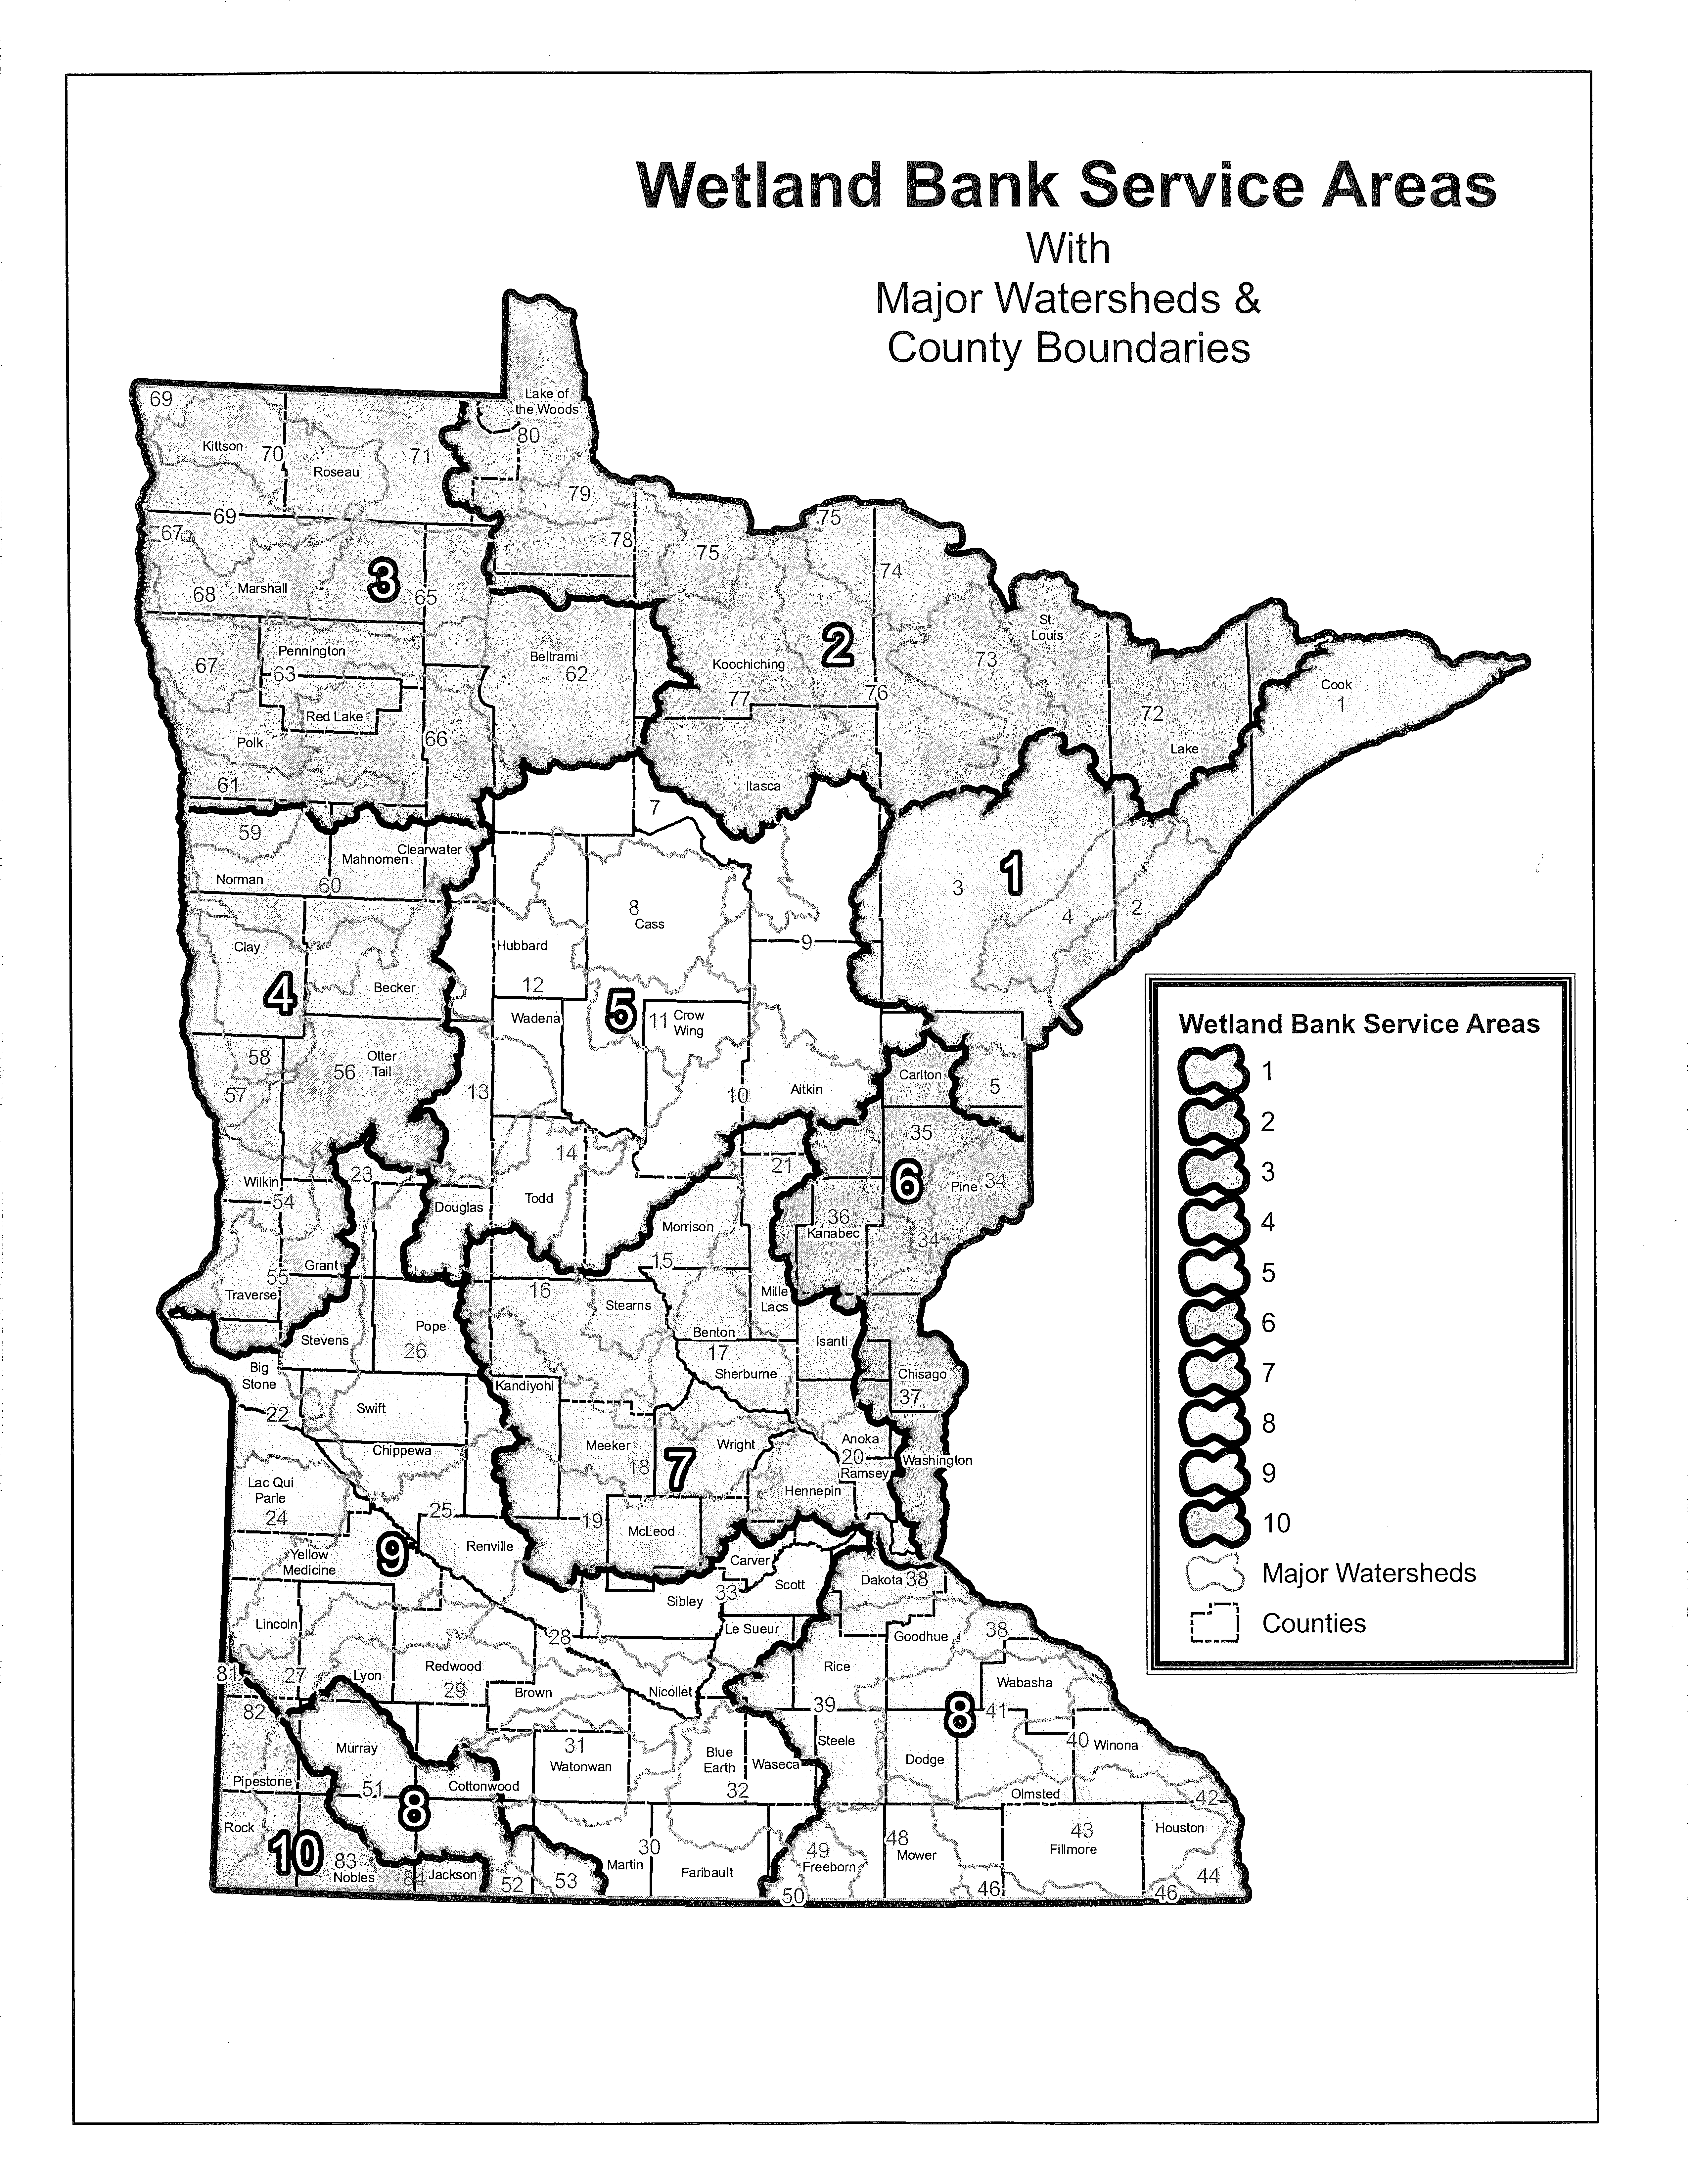 Wetland Bank Service Areas
With
Major Watersheds &
County Boundaries
Lake of
the Woods
69
80
Kittson
70
71
Roseau
79
69
75
67
78
75
74
3
68
Marshall
65
St.
Louis
2
Pennington
Beltrami
Koochiching
73
67
63
62
Cook
77
76
1
Red Lake
72
Polk
66
Lake
61
Itasca
7
59
Clearwater
Mahnomen
1
Norman
60
3
8
2
Cass
4
Clay
Hubbard
9
Becker
12
4
5
Wadena
11
Crow
Wing
58
Otter
Tail
56
Carlton
57
13
10
Aitkin
5
35
14
21
23
Wilkin
6
Pine
34
54
Todd
Douglas
36
Morrison
Kanabec
34
15
Grant
55
16
Mille
Lacs
Traverse
Stearns
Pope
Benton
Isanti
Stevens
26
17
Big
Stone
Sherburne
Chisago
Kandiyohi
37
22
Swift
Meeker
Wright
Anoka
Chippewa
20
Washington
18
7
Ramsey
Lac Qui
Parle
Hennepin
24
25
19
McLeod
Renville
9
Yellow
Medicine
Carver
Dakota
38
Scott
33
Sibley
Lincoln
Le Sueur
28
Goodhue
38
81
27
Lyon
Redwood
Rice
Wabasha
29
Brown
Nicollet
82
39
8
41
Murray
31
Steele
40
Winona
Blue
Earth
Dodge
Watonwan
Waseca
Pipestone
51
Cottonwood
32
Olmsted
42
8
Rock
43
Houston
48
10
30
49
Mower
Fillmore
83
Martin
Freeborn
Nobles
84
Jackson
Faribault
44
52
53
46
46
50
Wetland Bank Service Areas
1
2
3
4
5
6
7
8
9
10
Major Watersheds
Counties